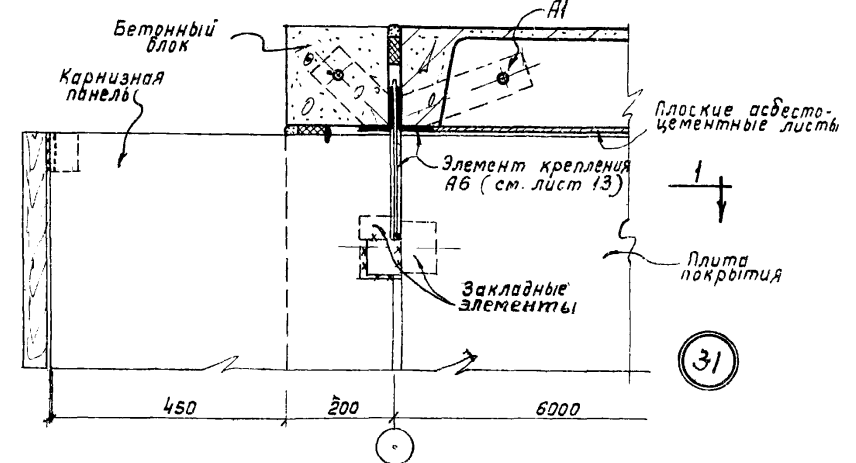 А1
Бетонный
блок
Карнизная
панель
Плоские асбесто-
цементные листы
Элемент крепления
А6 (см. лист 13)
1
Плита
покрытия
Закладные
элементы
31
450
200
6000